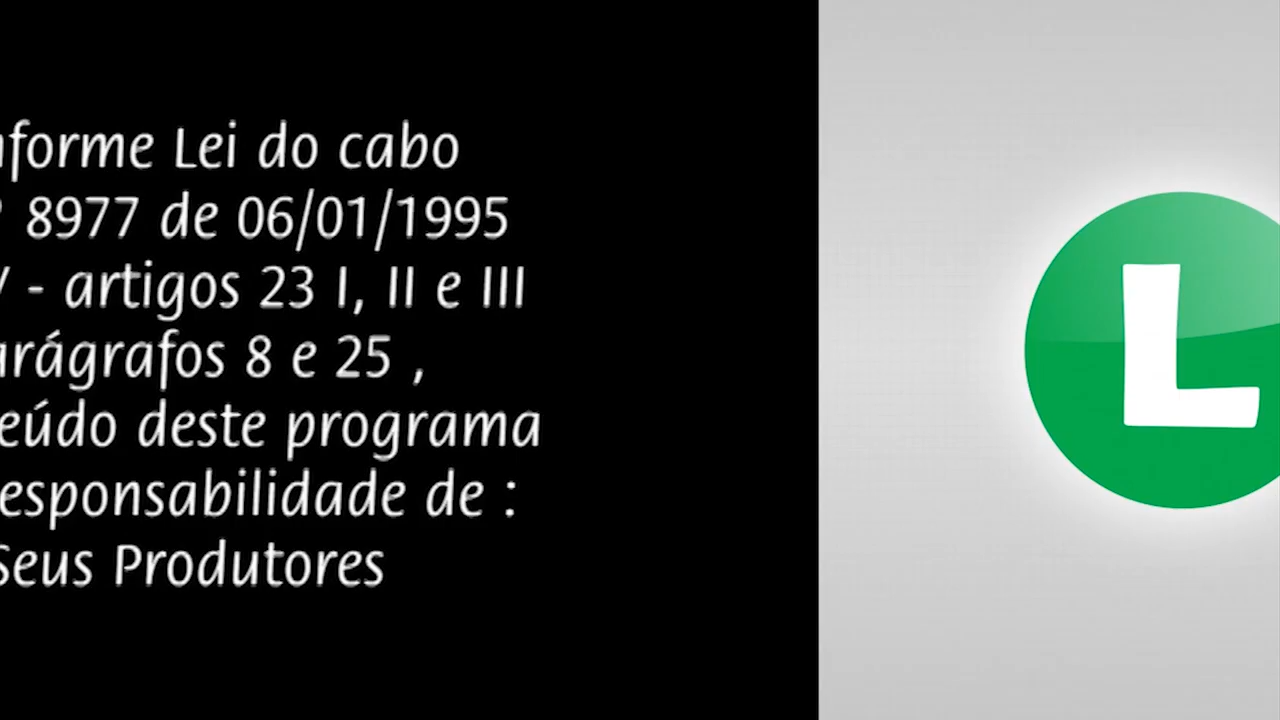 nforme Lei do cabo
8977 de 06/01/1995
- artigos 23 I, II e III
arágrafos 8 e 25 ,
eúdo deste programa
esponsabilidade de :
Seus Produtores
L